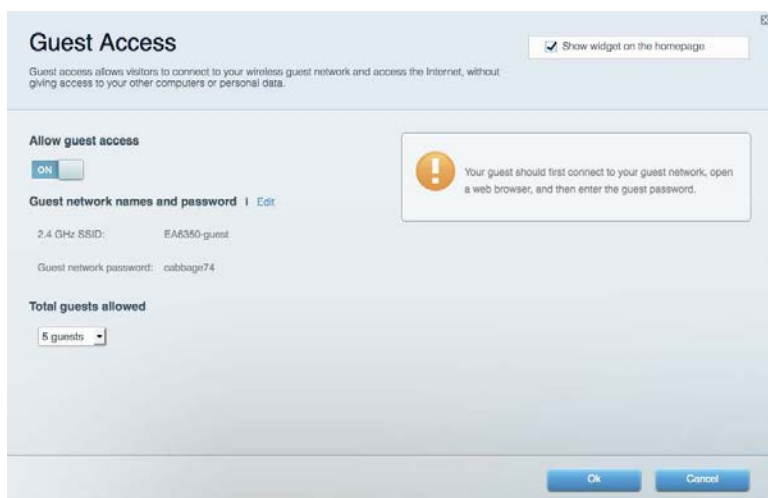 Guest Access
Show widget on the homepage
Guest access allows visitors to connect to your wireless guest network and access the Internet, without
giving access to your other computers or personal data.
Allow guest access
ON
Your guest should first connect to your guest network, open
a web browser, and then enter the guest password.
Guest network names and password | Edit
2.4 GHz SSID: EA6350-guest
Guest network password: cabbage74
Total guests allowed
5 guests
Ok Cancel